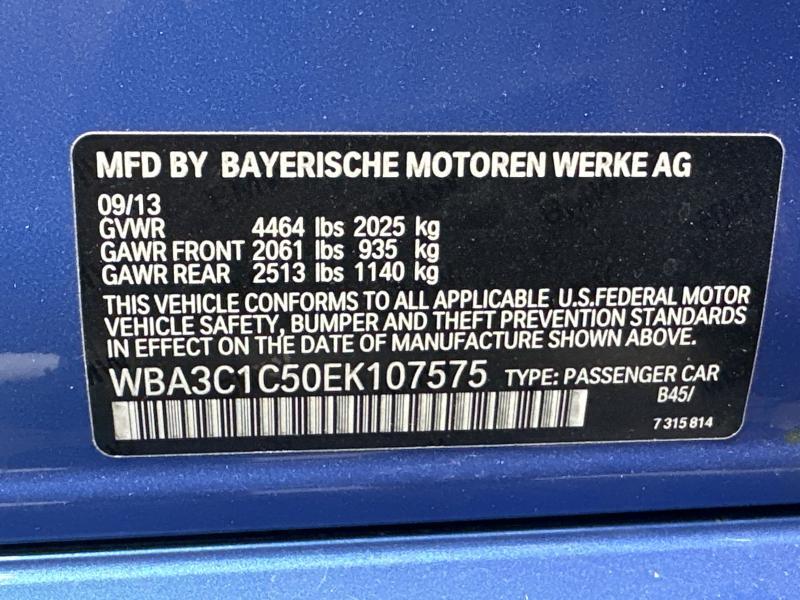 MFD BY BAYERISCHE MOTOREN WERKE AG
09/13
GVWR 4464 lbs 2025 kg
GAWR FRONT 2061 lbs 935 kg
GAWR REAR 2513 lbs 1140 kg
THIS VEHICLE CONFORMS TO ALL APPLICABLE U.S.FEDERAL MOTOR
VEHICLE SAFETY, BUMPER AND THEFT PREVENTION STANDARDS
IN EFFECT ON THE DATE OF MANUFACTURE SHOWN ABOVE.
WBA3C1C50EK107575 TYPE: PASSENGER CAR
B45/
7 315 814